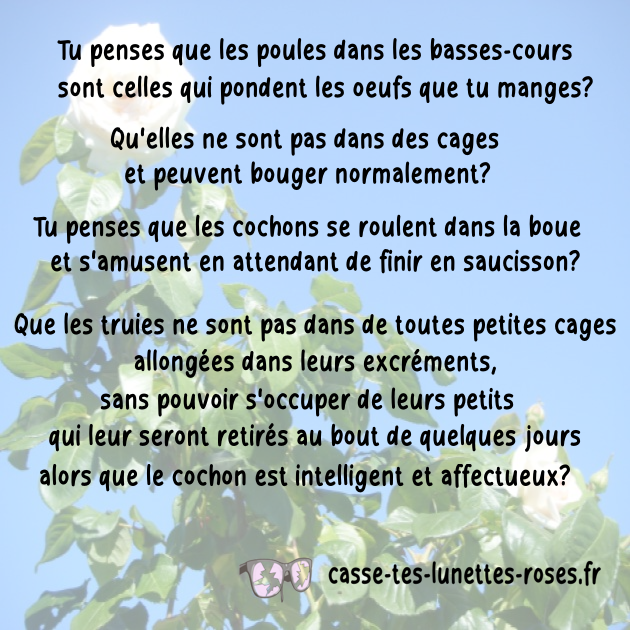 Tu penses que les poules dans les basses-cours
sont celles qui pondent les oeufs que tu manges?
Qu'elles ne sont pas dans des cages
et peuvent bouger normalement?
Tu penses que les cochons se roulent dans la boue
et s'amusent en attendant de finir en saucisson?
Que les truies ne sont pas dans de toutes petites cages
allongées dans leurs excréments,
sans pouvoir s'occuper de leurs petits
qui leur seront retirés au bout de quelques jours
alors que le cochon est intelligent et affectueux?
casse-tes-lunettes-roses.fr